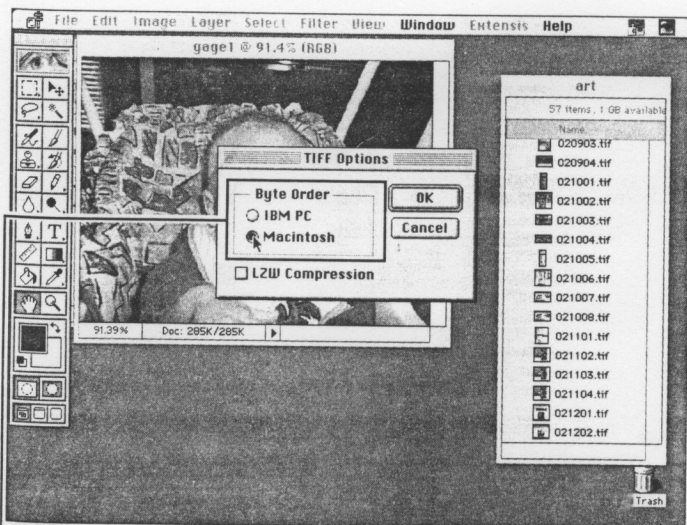 File Edit Image Layer Select Filter View Window Extensis Help
gage1 @ 91.4% (RGB)
TIFF Options
Byte Order
IBM PC
Macintosh
LZW Compression
OK
Cancel
91.39% Doc: 285K/285K
T
art
57 items, 1 GB available
Name
020903.tif
020904.tif
021001.tif
021002.tif
021003.tif
021004.tif
021005.tif
021006.tif
021007.tif
021008.tif
021101.tif
021102.tif
021103.tif
021104.tif
021201.tif
021202.tif
Trash